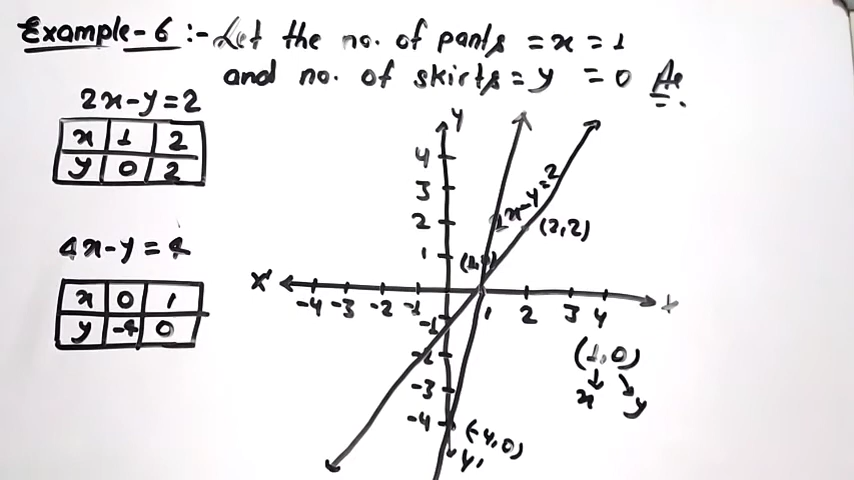 Example-6 :- Let the no. of pants = x = 1
and no. of skirts = y = 0
2x-y=2
x 1 2
y 0 2
4x-y=4
x 0 1
y -4 0
Y
4
3
2
1
2x-y=2
(2,2)
(1,0)
X'
-4 -3 -2 -1 1 2 3 4
-1
-2
-3
-4
(-4,0)
y'
(1,0)
x y